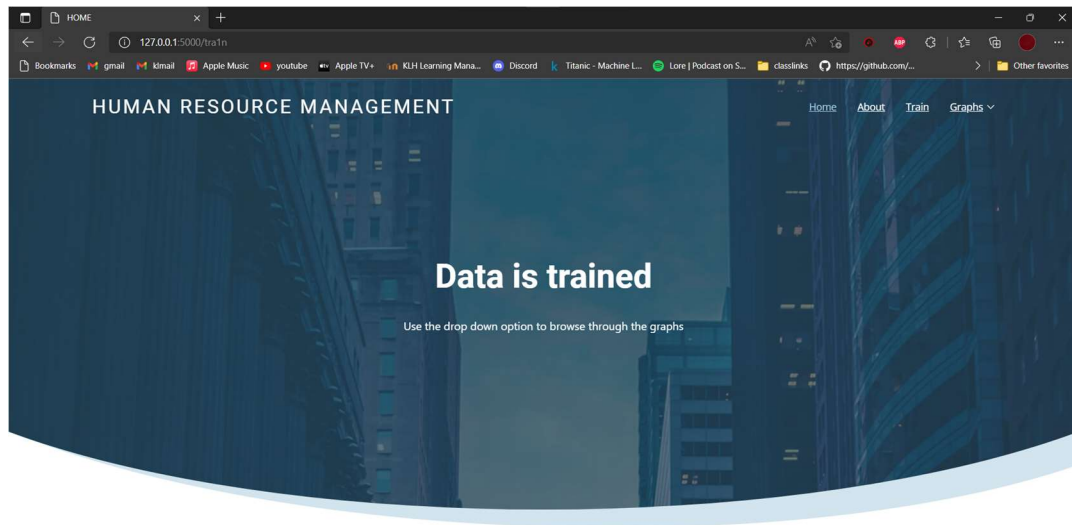 HOME
127.0.0.1:5000/tra1n
Bookmarks gmail klmail Apple Music youtube Apple TV+ KLH Learning Mana... Discord Titanic - Machine L... Lore | Podcast on S... classlinks https://github.com/... Other favorites
HUMAN RESOURCE MANAGEMENT
Home About Train Graphs
Data is trained
Use the drop down option to browse through the graphs